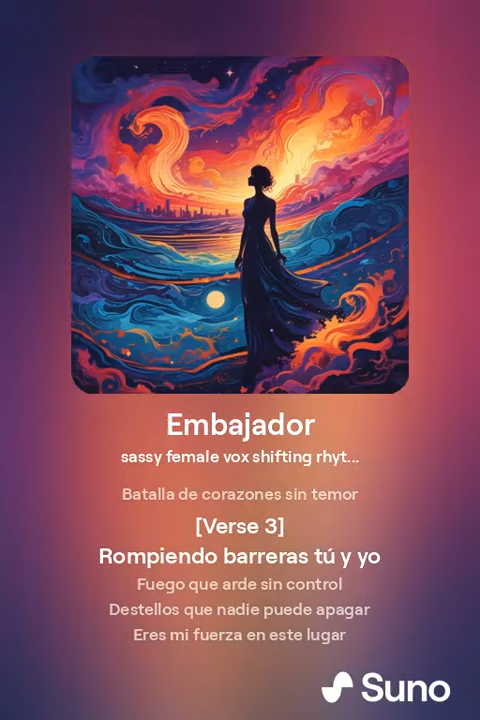 Embajador
sassy female vox shifting rhyt...
Batalla de corazones sin temor
[Verse 3]
Rompiendo barreras tú y yo
Fuego que arde sin control
Destellos que nadie puede apagar
Eres mi fuerza en este lugar
Suno